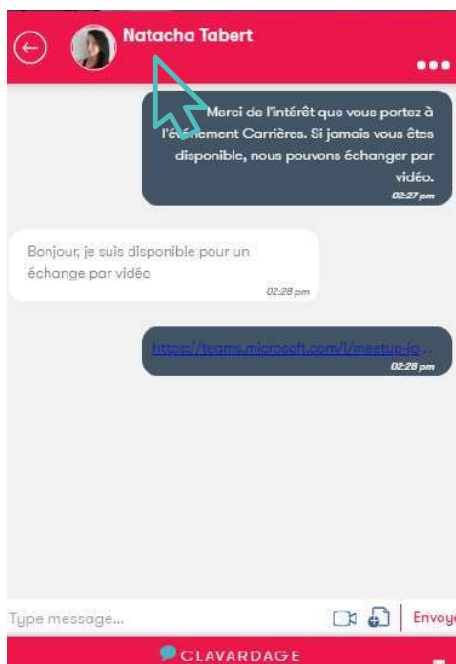 Natacha Tabert
Merci de l'intérêt que vous portez à
l'événement Carrières. Si jamais vous êtes
disponible, nous pouvons échanger par
vidéo.
02:27 pm
Bonjour, je suis disponible pour un
échange par vidéo
02:28 pm
https://teams.microsoft.com/l/meetup-jo...
02:28 pm
Type message...
Envoye
CLAVARDAGE